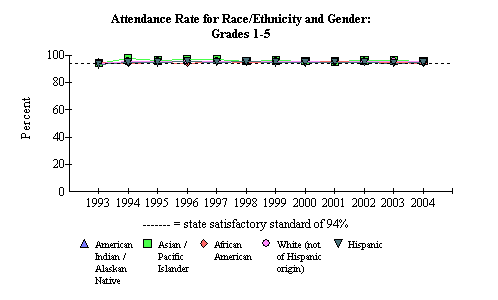 Attendance Rate for Race/Ethnicity and Gender:
Grades 1-5
100
80
60
40
20
0
Percent
1993 1994 1995 1996 1997 1998 1999 2000 2001 2002 2003 2004
------- = state satisfactory standard of 94%
American Indian / Alaskan Native
Asian / Pacific Islander
African American
White (not of Hispanic origin)
Hispanic